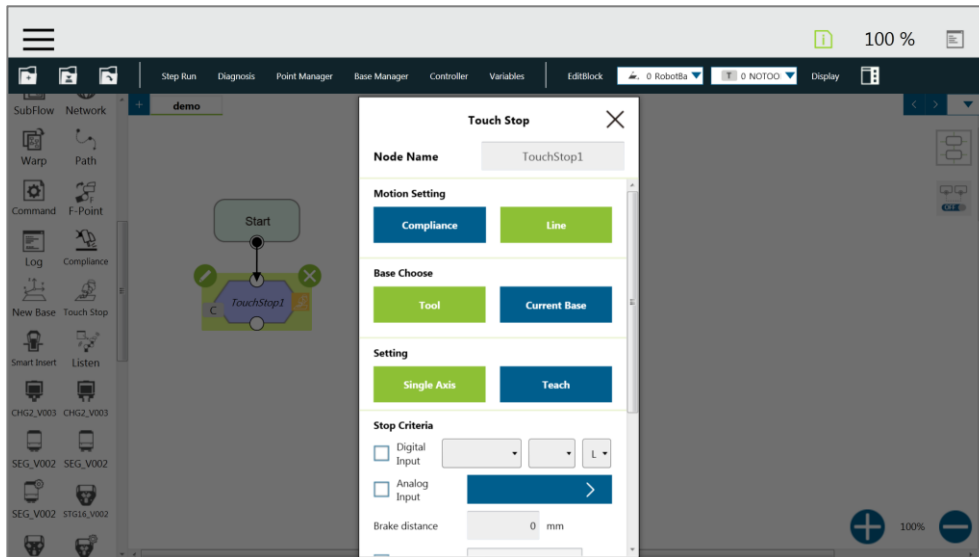 100 %
Step Run Diagnosis Point Manager Base Manager Controller Variables EditBlock 0 RobotBa T 0 NOTOO Display
SubFlow Network
+ demo
Warp Path
Command F-Point
OFF
Log Compliance
New Base Touch Stop
Smart Insert Listen
CHG2_V003 CHG2_V003
SEG_V002 SEG_V002
SEG_V002 STG16_V002
Start
TouchStop1
C
Touch Stop
Node Name TouchStop1
Motion Setting
Compliance Line
Base Choose
Tool Current Base
Setting
Single Axis Teach
Stop Criteria
Digital
Input
L
Analog
Input
Brake distance 0 mm
100%